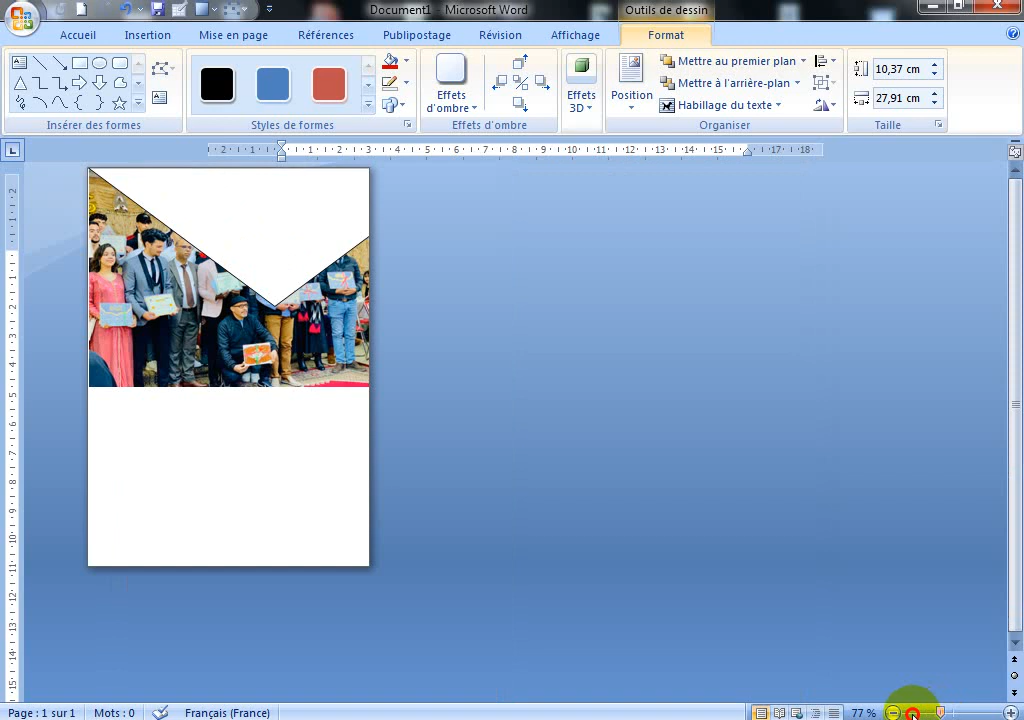 Document1 - Microsoft Word
Outils de dessin
Accueil
Insertion
Mise en page
Références
Publipostage
Révision
Affichage
Format
Insérer des formes
Styles de formes
Effets d'ombre
Effets d'ombre
Effets 3D
Position
Mettre au premier plan
Mettre à l'arrière-plan
Habillage du texte
Organiser
10,37 cm
27,91 cm
Taille
Page : 1 sur 1
Mots : 0
Français (France)
77 %